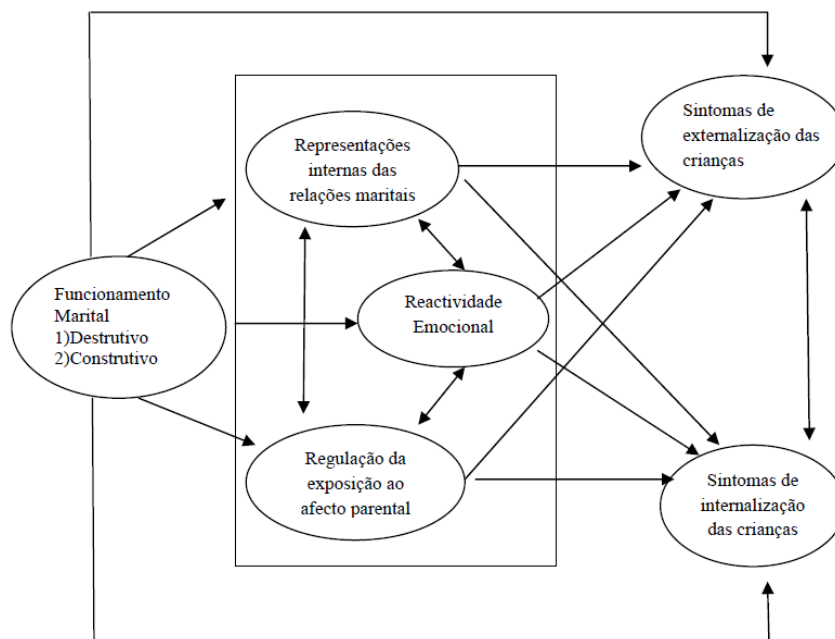 Sintomas de
externalização das
crianças
Representações
internas das
relações maritais
Funcionamento
Marital
1)Destrutivo
2)Construtivo
Reactividade
Emocional
Regulação da
exposição ao
afecto parental
Sintomas de
internalização
das crianças